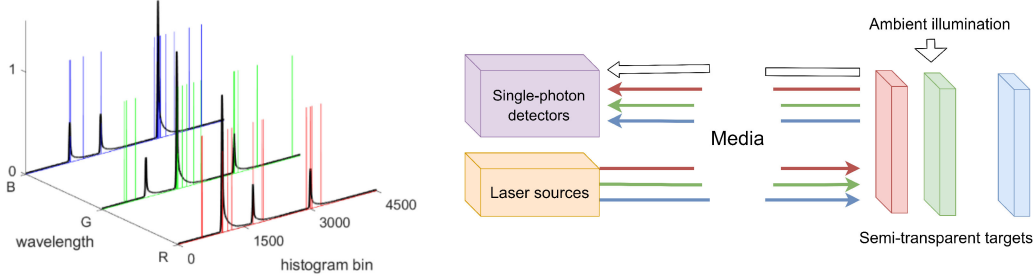 1
0
B
G
R
wavelength
0
1500
3000
4500
histogram bin
Ambient illumination
Single-photon
detectors
Media
Laser sources
Semi-transparent targets